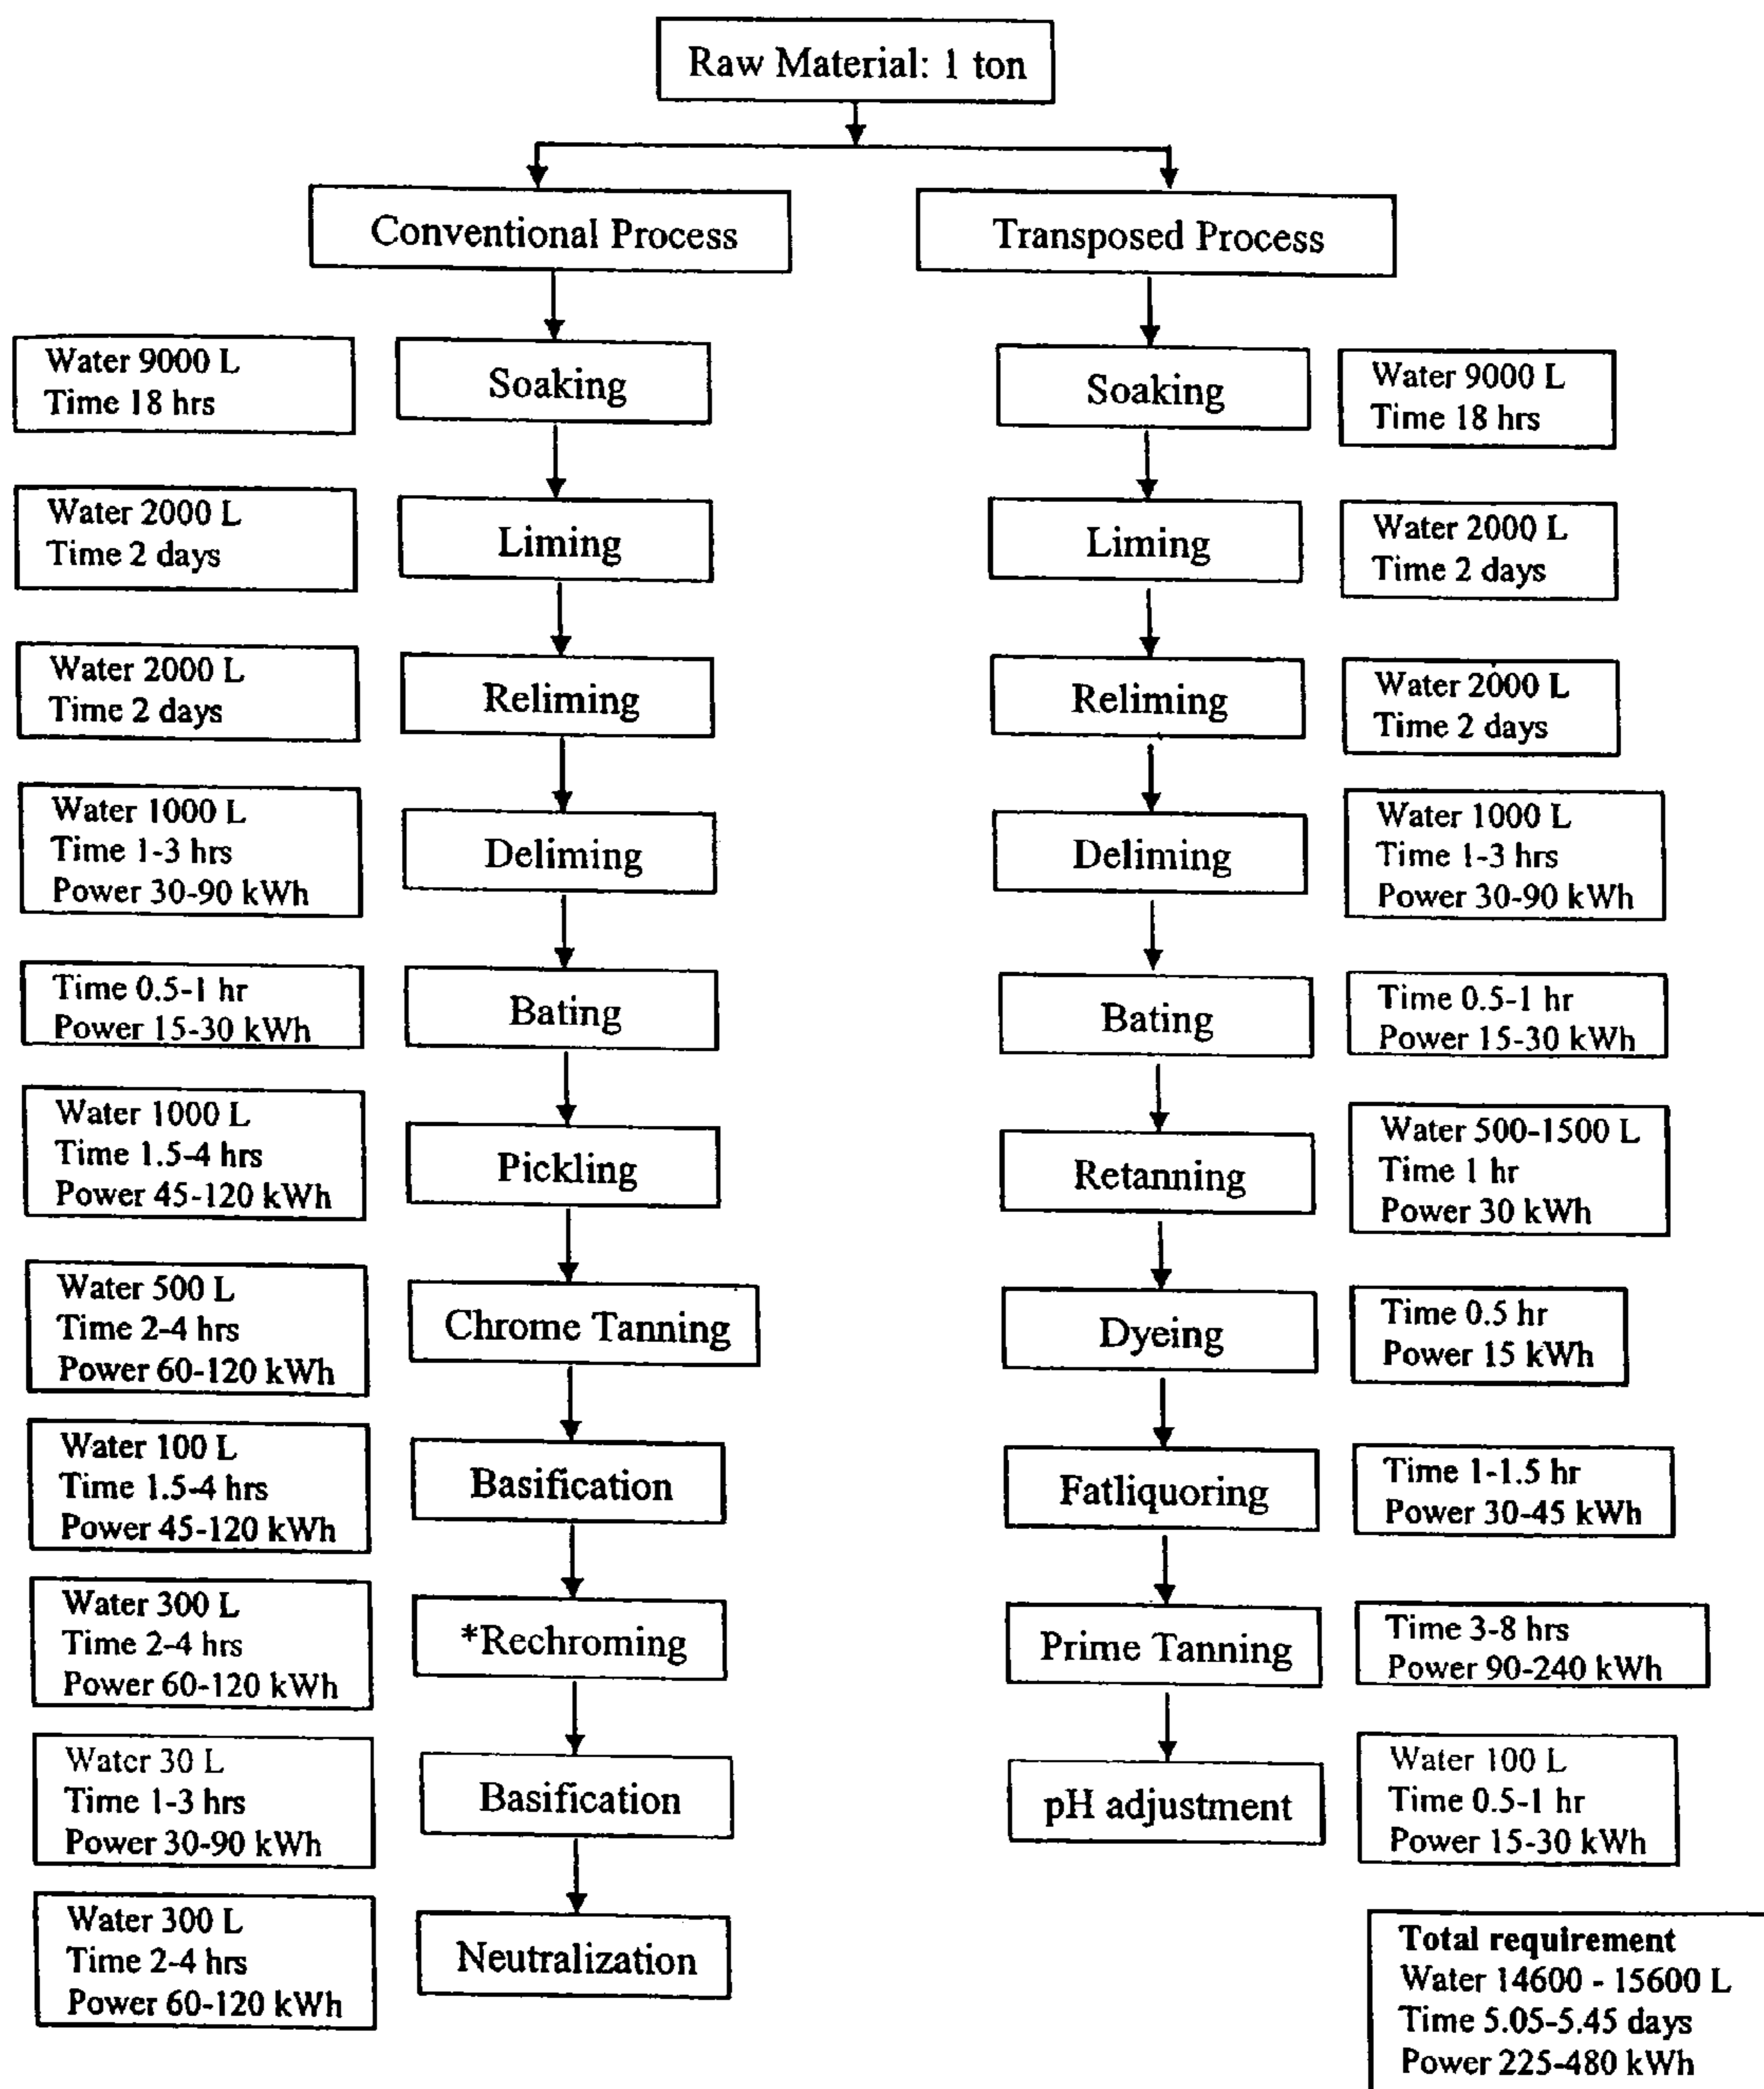 Raw Material: 1 ton
Conventional Process
Transposed Process
Water 9000 L
Time 18 hrs
Soaking
Soaking
Water 9000 L
Time 18 hrs
Water 2000 L
Time 2 days
Liming
Liming
Water 2000 L
Time 2 days
Water 2000 L
Time 2 days
Reliming
Reliming
Water 2000 L
Time 2 days
Water 1000 L
Time 1-3 hrs
Power 30-90 kWh
Deliming
Deliming
Water 1000 L
Time 1-3 hrs
Power 30-90 kWh
Time 0.5-1 hr
Power 15-30 kWh
Bating
Bating
Time 0.5-1 hr
Power 15-30 kWh
Water 1000 L
Time 1.5-4 hrs
Power 45-120 kWh
Pickling
Retanning
Water 500-1500 L
Time 1 hr
Power 30 kWh
Water 500 L
Time 2-4 hrs
Power 60-120 kWh
Chrome Tanning
Dyeing
Time 0.5 hr
Power 15 kWh
Water 100 L
Time 1.5-4 hrs
Power 45-120 kWh
Basification
Fatliquoring
Time 1-1.5 hr
Power 30-45 kWh
Water 300 L
Time 2-4 hrs
Power 60-120 kWh
*Rechroming
Prime Tanning
Time 3-8 hrs
Power 90-240 kWh
Water 30 L
Time 1-3 hrs
Power 30-90 kWh
Basification
pH adjustment
Water 100 L
Time 0.5-1 hr
Power 15-30 kWh
Water 300 L
Time 2-4 hrs
Power 60-120 kWh
Neutralization
Total requirement
Water 14600 - 15600 L
Time 5.05-5.45 days
Power 225-480 kWh